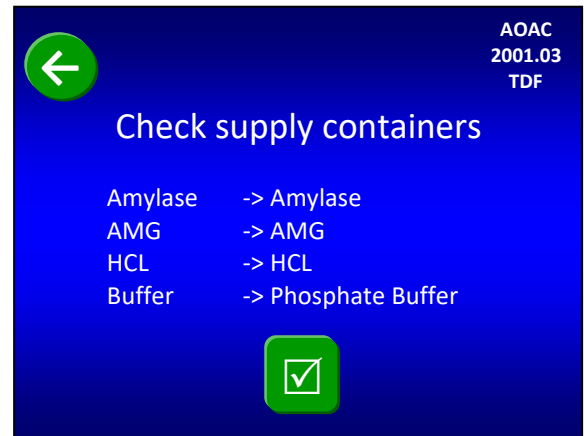 AOAC
2001.03
TDF
Check supply containers
Amylase -> Amylase
AMG -> AMG
HCL -> HCL
Buffer -> Phosphate Buffer